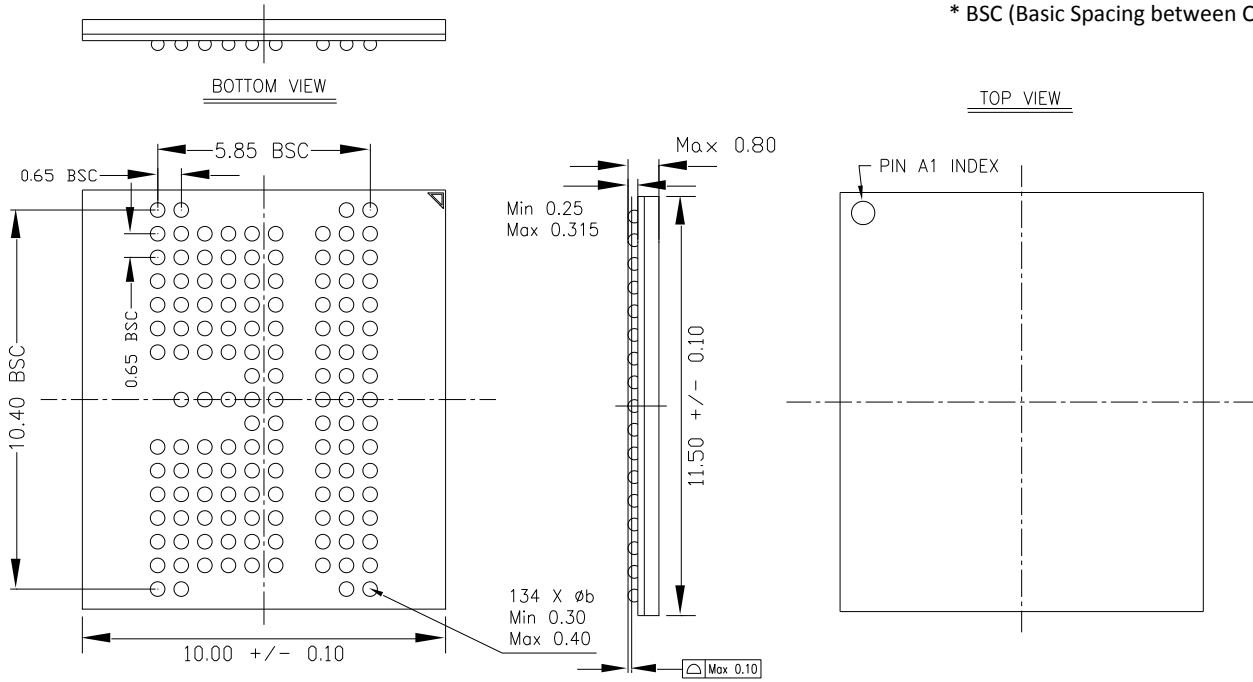 * BSC (Basic Spacing between C
BOTTOM VIEW
TOP VIEW
5.85 BSC
0.65 BSC
Max 0.80
PIN A1 INDEX
Min 0.25
Max 0.315
0.65 BSC
10.40 BSC
11.50 +/- 0.10
134 X øb
Min 0.30
Max 0.40
10.00 +/- 0.10
Max 0.10